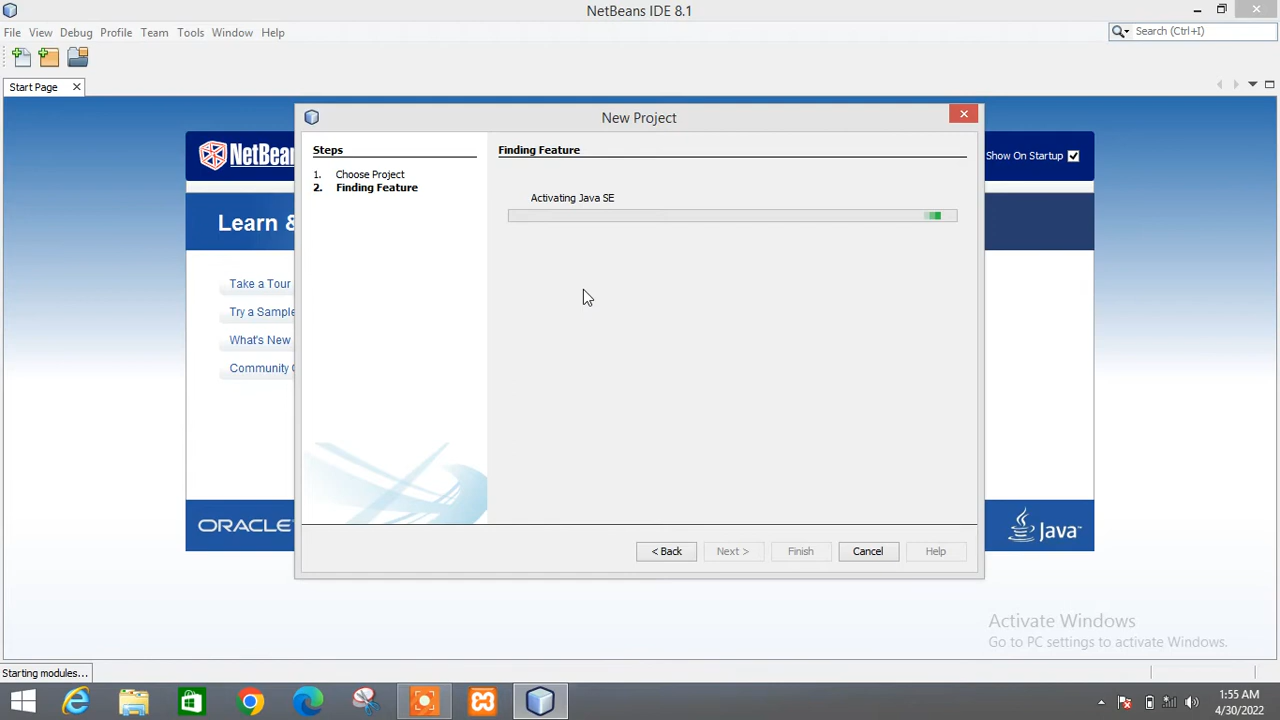 NetBeans IDE 8.1
File View Debug Profile Team Tools Window Help
Search (Ctrl+I)
Start Page
New Project
NetBean
Show On Startup
Steps
1. Choose Project
2. Finding Feature
Finding Feature
Activating Java SE
Learn &
Take a Tour
Try a Sample
What's New
Community
ORACLE
Java™
< Back Next > Finish Cancel Help
Activate Windows
Go to PC settings to activate Windows.
Starting modules...
1:55 AM
4/30/2022